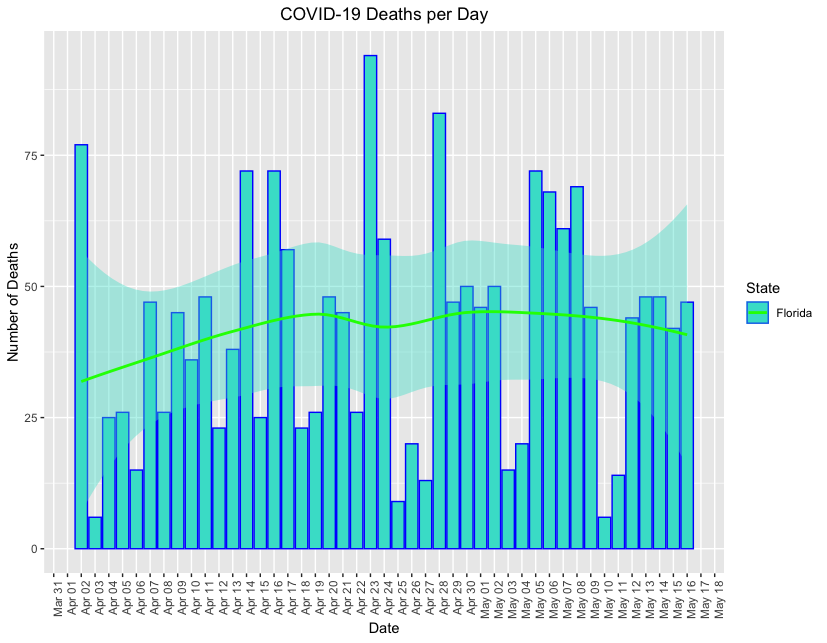 COVID-19 Deaths per Day
Number of Deaths
75
50
25
0
Mar 31
Apr 01
Apr 02
Apr 03
Apr 04
Apr 05
Apr 06
Apr 07
Apr 08
Apr 09
Apr 10
Apr 11
Apr 12
Apr 13
Apr 14
Apr 15
Apr 16
Apr 17
Apr 18
Apr 19
Apr 20
Apr 21
Apr 22
Apr 23
Apr 24
Apr 25
Apr 26
Apr 27
Apr 28
Apr 29
Apr 30
May 01
May 02
May 03
May 04
May 05
May 06
May 07
May 08
May 09
May 10
May 11
May 12
May 13
May 14
May 15
May 16
May 17
May 18
Date
State
Florida